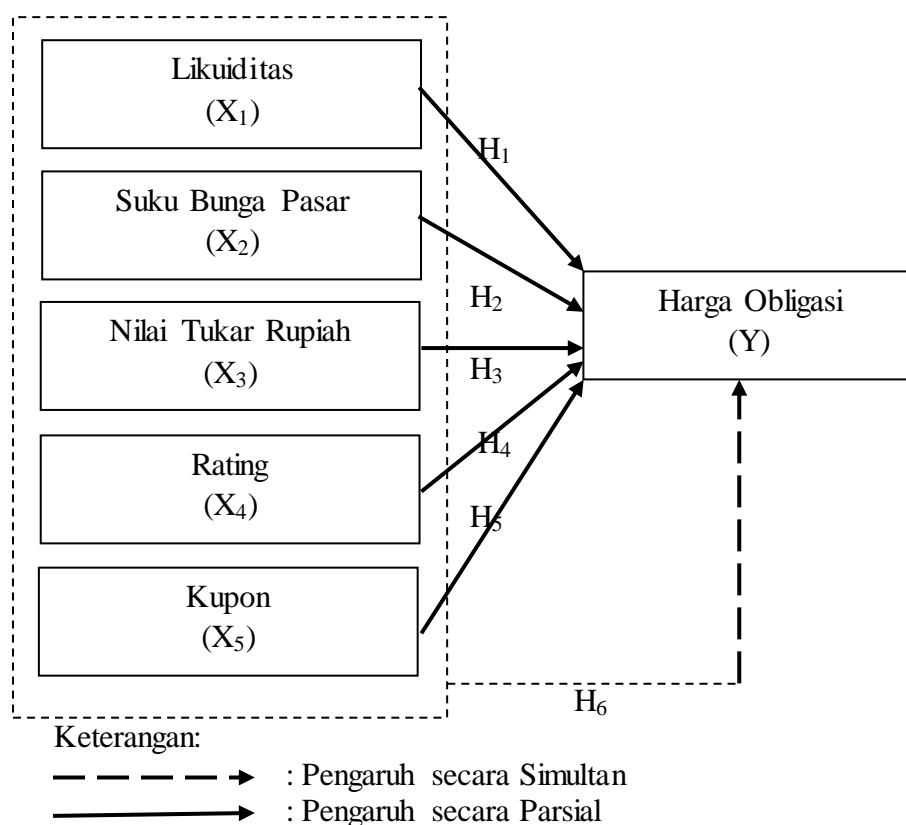 Likuiditas
(X₁)
H₁
Suku Bunga Pasar
(X₂)
H₂
Nilai Tukar Rupiah
(X₃)
H₃
Harga Obligasi
(Y)
Rating
(X₄)
H₄
Kupon
(X₅)
H₅
H₆
Keterangan:
: Pengaruh secara Simultan
: Pengaruh secara Parsial